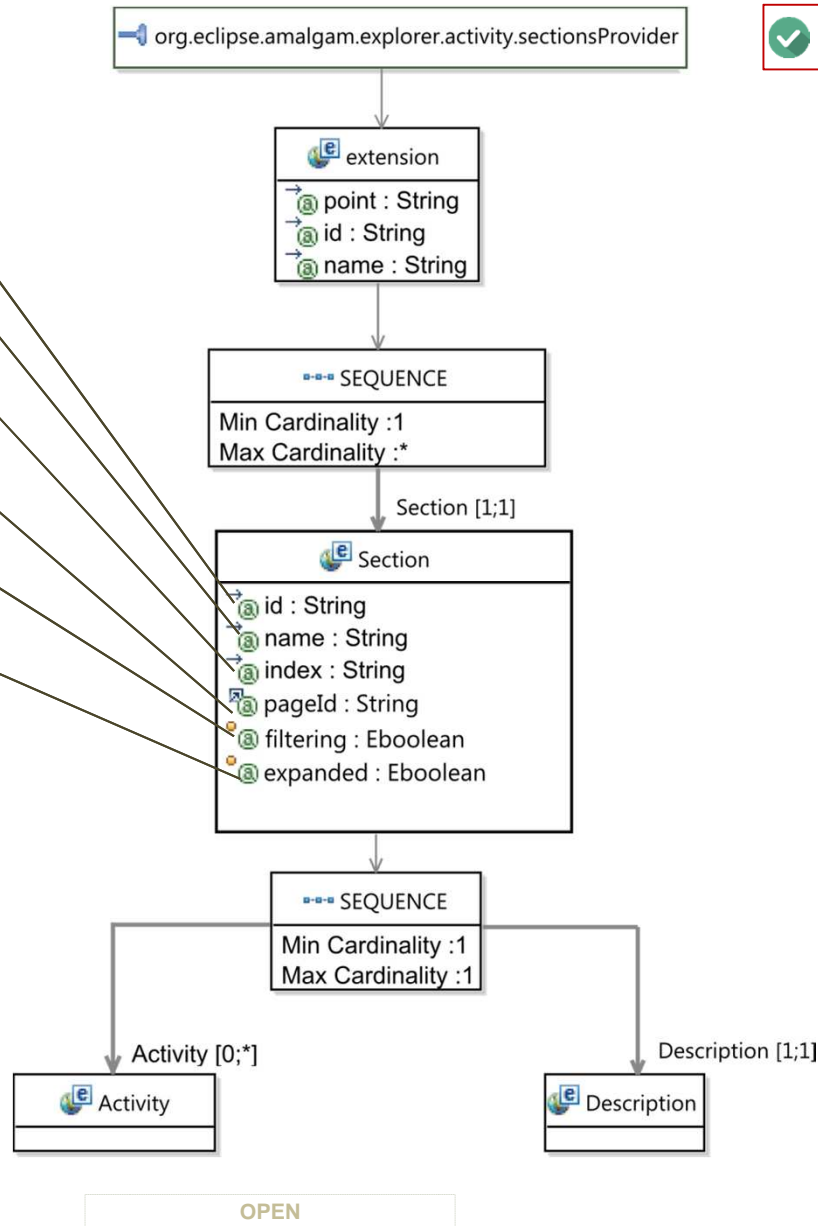 org.eclipse.amalgam.explorer.activity.sectionsProvider
extension
point : String
id : String
name : String
SEQUENCE
Min Cardinality :1
Max Cardinality :*
Section [1;1]
Section
id : String
name : String
index : String
pageId : String
filtering : Eboolean
expanded : Eboolean
SEQUENCE
Min Cardinality :1
Max Cardinality :1
Activity [0;*]
Description [1;1]
Activity
Description
OPEN